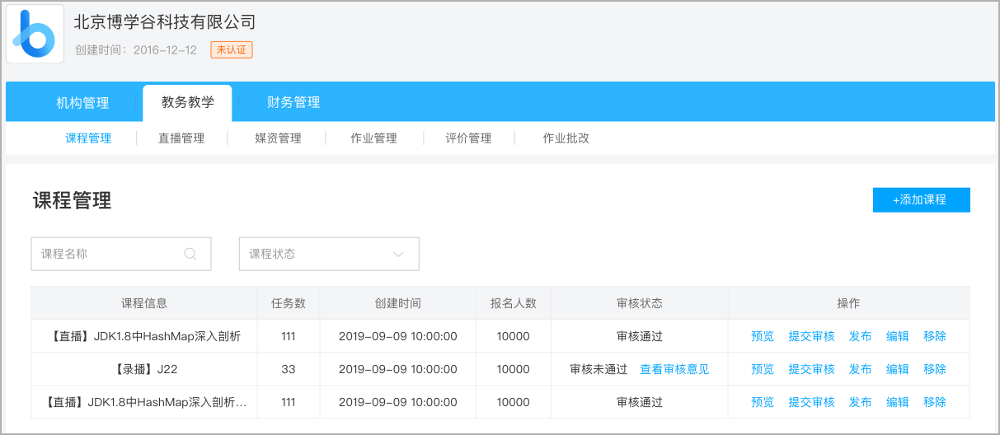 北京博学谷科技有限公司
创建时间：2016-12-12 未认证
机构管理 教务教学 财务管理
课程管理 直播管理 媒资管理 作业管理 评价管理 作业批改
课程管理 +添加课程
课程名称 课程状态
课程信息 任务数 创建时间 报名人数 审核状态 操作
【直播】JDK1.8中HashMap深入剖析 111 2019-09-09 10:00:00 10000 审核通过 预览 提交审核 发布 编辑 移除
【录播】J22 33 2019-09-09 10:00:00 10000 审核未通过 查看审核意见 预览 提交审核 发布 编辑 移除
【直播】JDK1.8中HashMap深入剖析... 111 2019-09-09 10:00:00 10000 审核通过 预览 提交审核 发布 编辑 移除